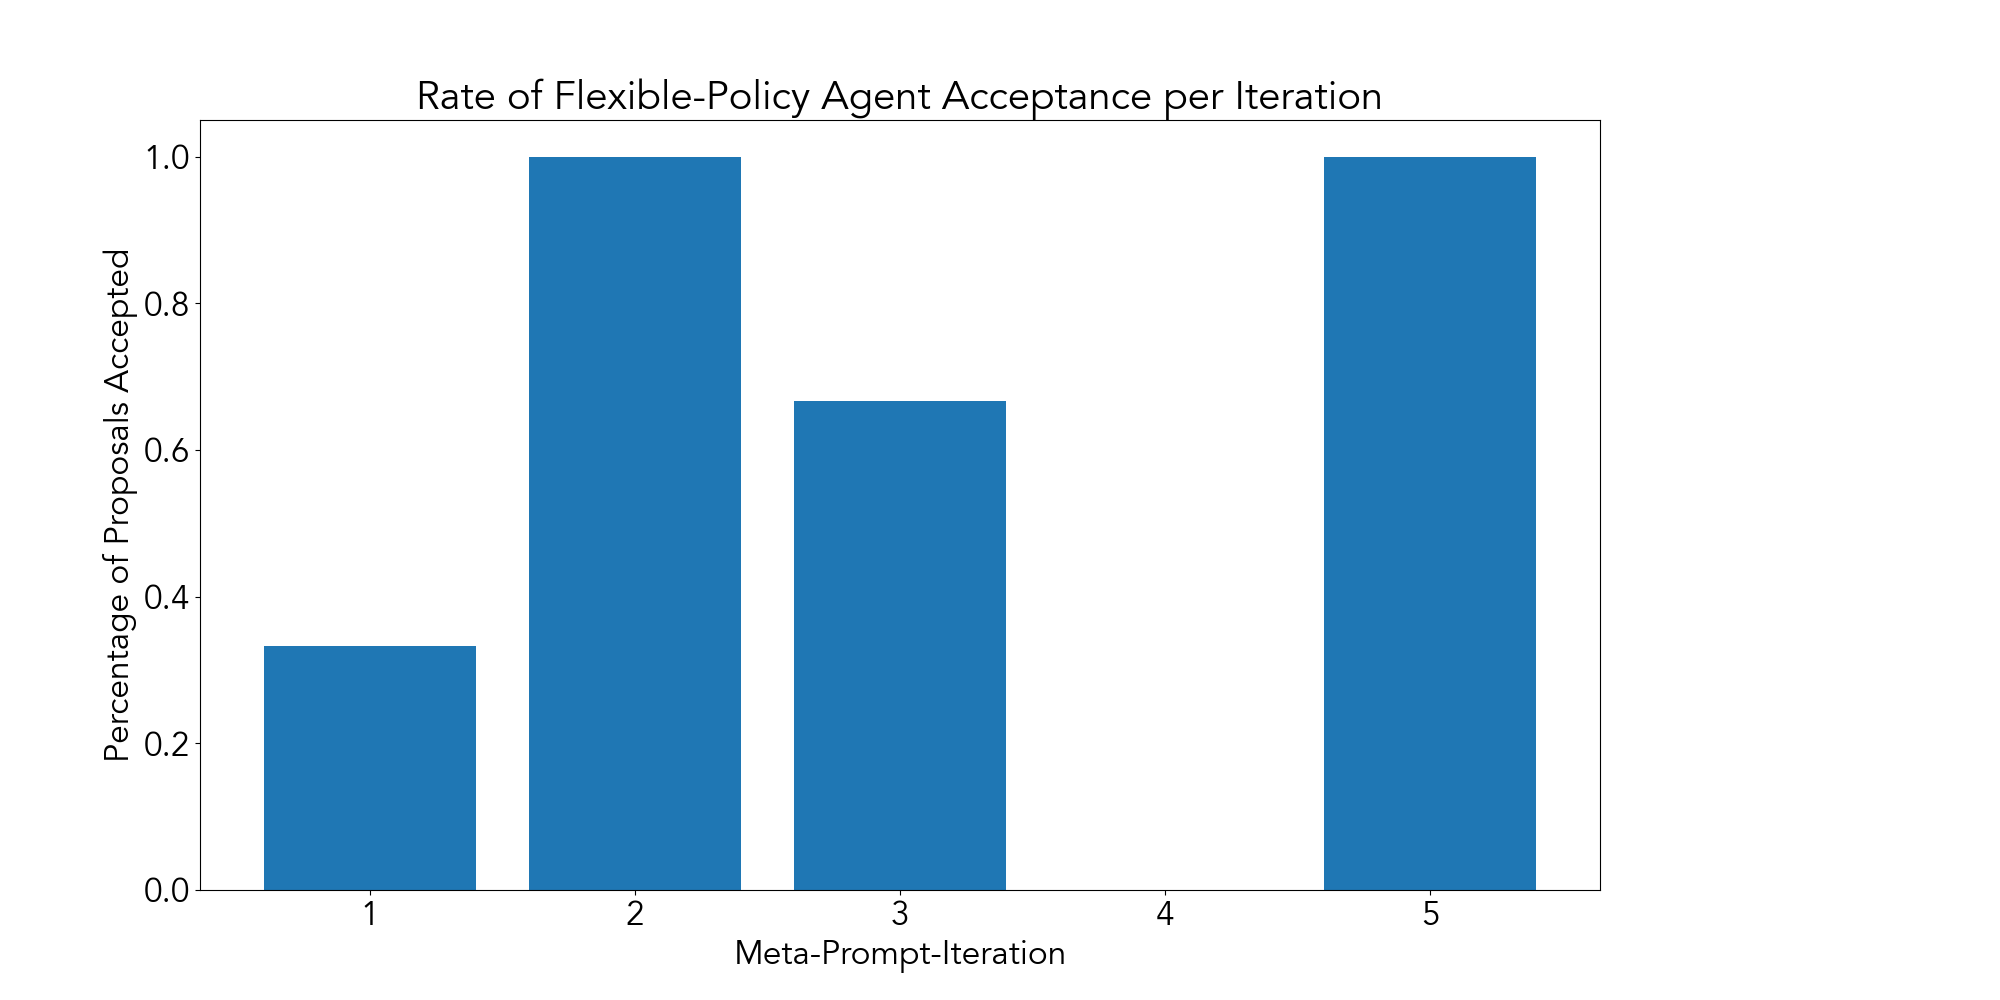 Rate of Flexible-Policy Agent Acceptance per Iteration
Percentage of Proposals Accepted
1.0
0.8
0.6
0.4
0.2
0.0
1 2 3 4 5
Meta-Prompt-Iteration